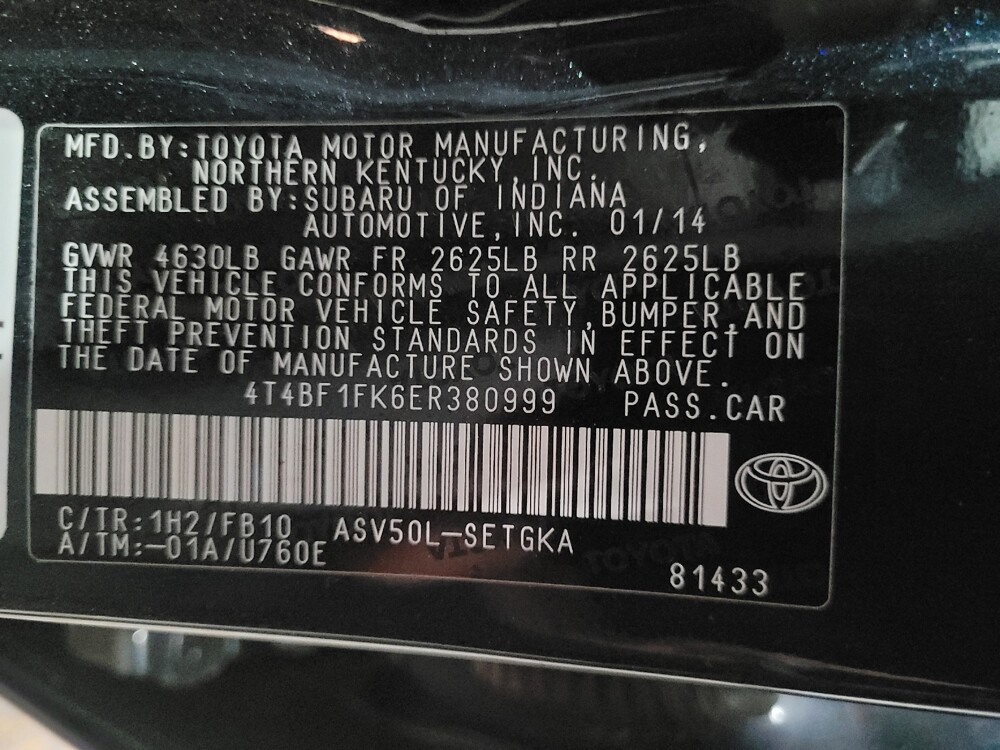 MFD.BY:TOYOTA MOTOR MANUFACTURING,
NORTHERN KENTUCKY, INC.
ASSEMBLED BY:SUBARU OF INDIANA
AUTOMOTIVE,INC. 01/14
GVWR 4630LB GAWR FR 2625LB RR 2625LB
THIS VEHICLE CONFORMS TO ALL APPLICABLE
FEDERAL MOTOR VEHICLE SAFETY,BUMPER,AND
THEFT PREVENTION STANDARDS IN EFFECT ON
THE DATE OF MANUFACTURE SHOWN ABOVE.
4T4BF1FK6ER380999 PASS.CAR
C/TR:1H2/FB10 ASV50L-SETGKA
A/TM:-01A/U760E
81433